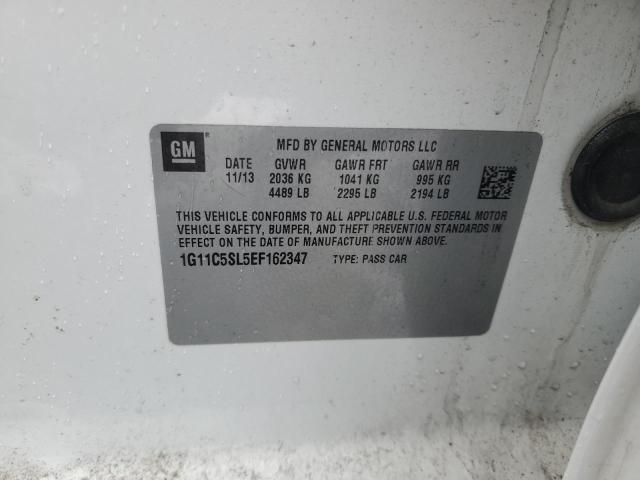 GM ®
MFD BY GENERAL MOTORS LLC
DATE GVWR GAWR FRT GAWR RR
11/13 2036 KG 1041 KG 995 KG
4489 LB 2295 LB 2194 LB
THIS VEHICLE CONFORMS TO ALL APPLICABLE U.S. FEDERAL MOTOR
VEHICLE SAFETY, BUMPER, AND THEFT PREVENTION STANDARDS IN
EFFECT ON THE DATE OF MANUFACTURE SHOWN ABOVE.
1G11C5SL5EF162347 TYPE: PASS CAR